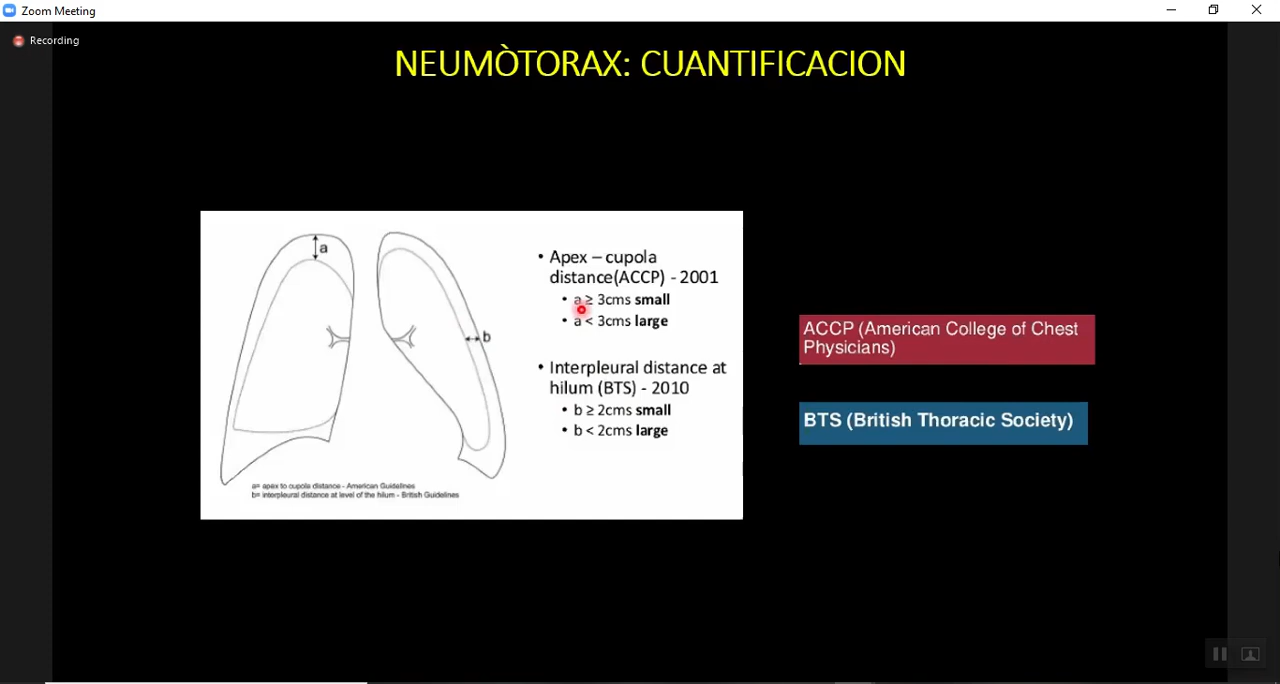 Zoom Meeting
Recording
NEUMÒTORAX: CUANTIFICACION
a
b
• Apex – cupola
distance(ACCP) - 2001
• a ≥ 3cms small
• a < 3cms large
• Interpleural distance at
hilum (BTS) - 2010
• b ≥ 2cms small
• b < 2cms large
a= apex to cupola distance - American Guidelines
b= interpleural distance at level of the hilum - British Guidelines
ACCP (American College of Chest
Physicians)
BTS (British Thoracic Society)